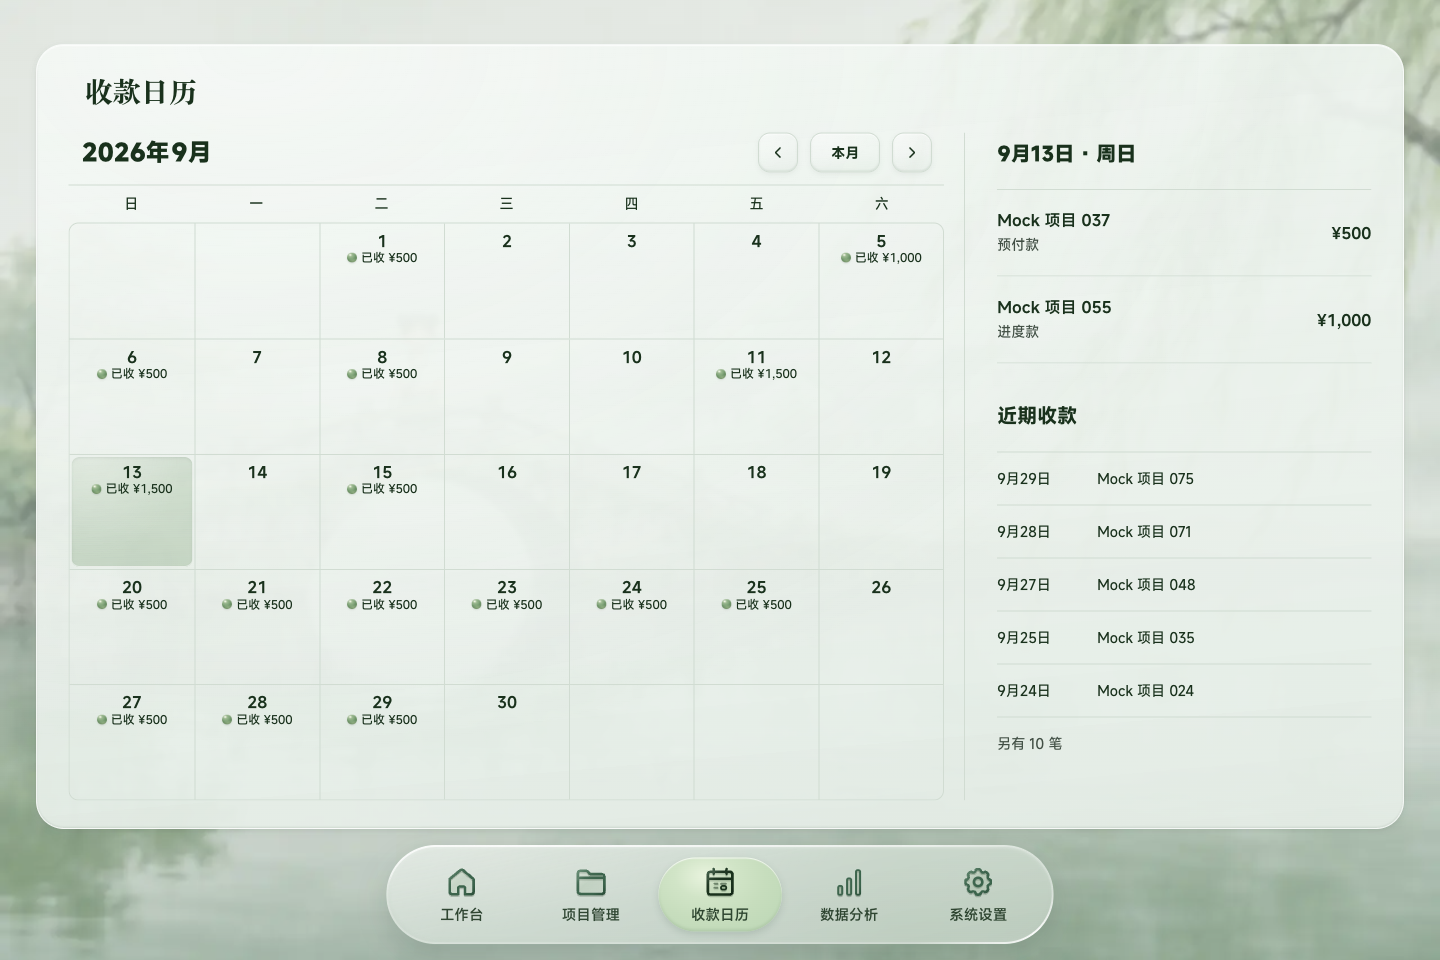 收款日历
2026年9月
本月
日 一 二 三 四 五 六
1 2 3 4 5
已收 ¥500 已收 ¥1,000
6 7 8 9 10 11 12
已收 ¥500 已收 ¥500 已收 ¥1,500
13 14 15 16 17 18 19
已收 ¥1,500 已收 ¥500
20 21 22 23 24 25 26
已收 ¥500 已收 ¥500 已收 ¥500 已收 ¥500 已收 ¥500 已收 ¥500
27 28 29 30
已收 ¥500 已收 ¥500 已收 ¥500
9月13日 · 周日
Mock 项目 037
预付款
¥500
Mock 项目 055
进度款
¥1,000
近期收款
9月29日 Mock 项目 075
9月28日 Mock 项目 071
9月27日 Mock 项目 048
9月25日 Mock 项目 035
9月24日 Mock 项目 024
另有 10 笔
工作台 项目管理 收款日历 数据分析 系统设置